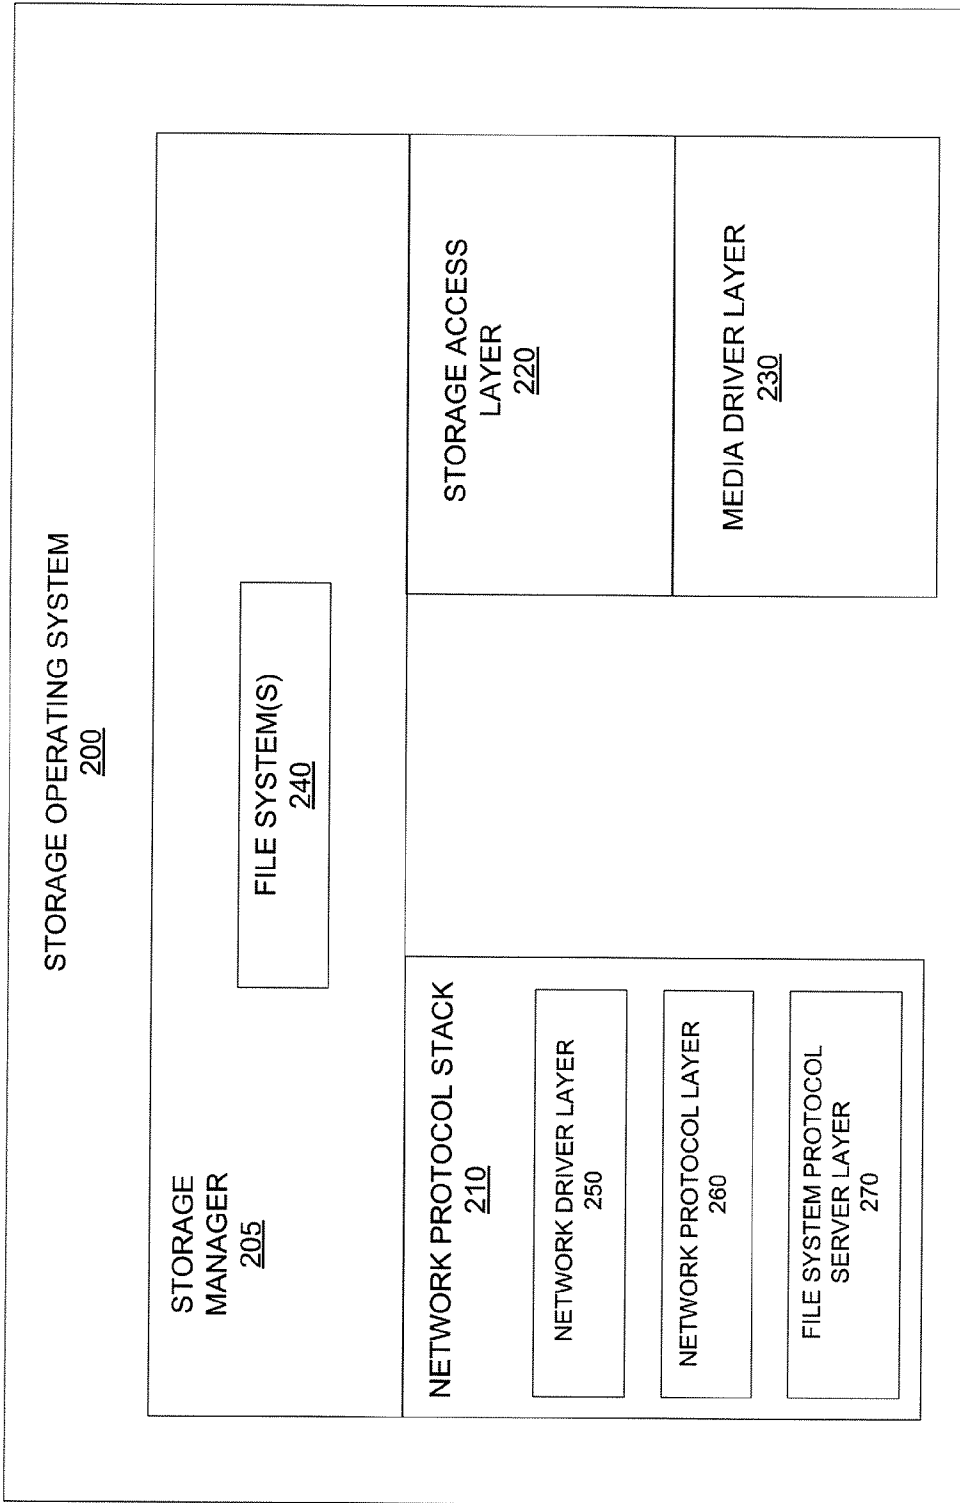 STORAGE OPERATING SYSTEM
200
STORAGE
MANAGER
205
FILE SYSTEM(S)
240
NETWORK PROTOCOL STACK
210
NETWORK DRIVER LAYER
250
NETWORK PROTOCOL LAYER
260
FILE SYSTEM PROTOCOL
SERVER LAYER
270
STORAGE ACCESS
LAYER
220
MEDIA DRIVER LAYER
230